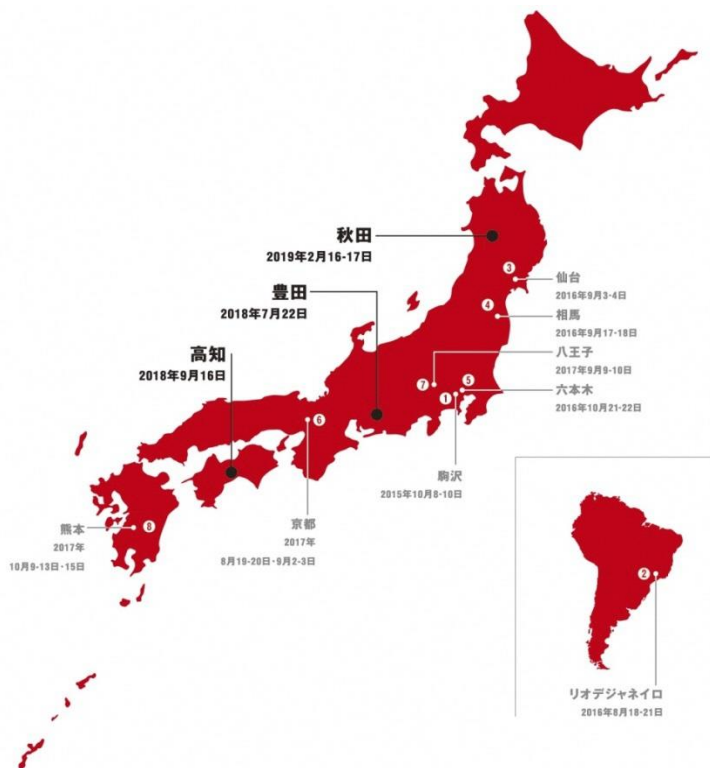 秋田
2019年2月16-17日
豊田
2018年7月22日
高知
2018年9月16日
③
仙台
2016年9月3-4日
④
相馬
2016年9月17-18日
八王子
2017年9月9-10日
⑦
⑤
六本木
2016年10月21-22日
①
駒沢
2015年10月8-10日
⑥
京都
2017年
8月19-20日・9月2-3日
⑧
熊本
2017年
10月9-13日・15日
②
リオデジャネイロ
2016年8月18-21日